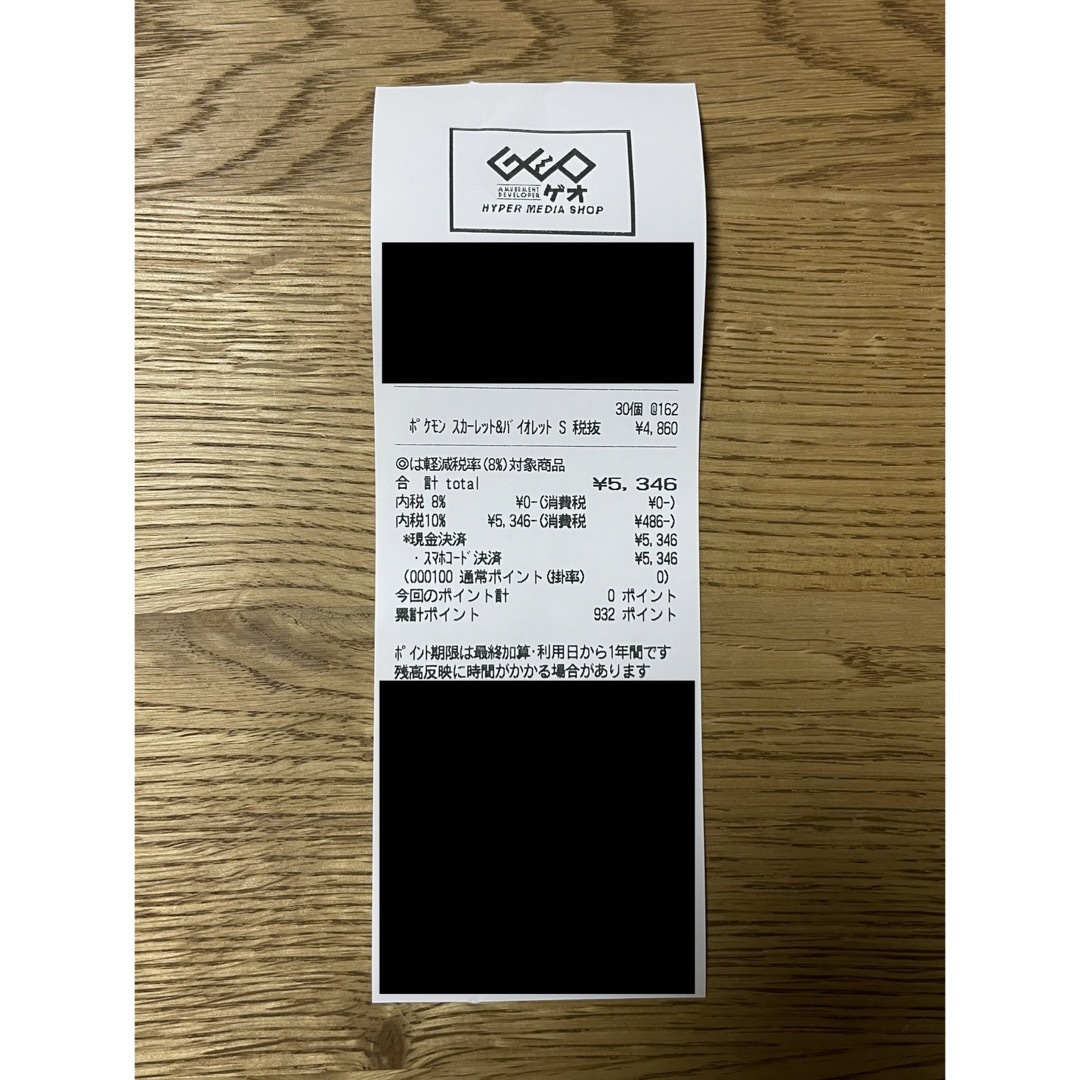 GEO
AMUSEMENT
DEVELOPER ゲオ
HYPER MEDIA SHOP
30個 @162
ﾎﾟｹﾓﾝ ｽｶｰﾚｯﾄ&ﾊﾞｲｵﾚｯﾄ S 税抜 ¥4,860
◎は軽減税率(8%)対象商品
合 計 total ¥5,346
内税 8% ¥0-(消費税 ¥0-)
内税10% ¥5,346-(消費税 ¥486-)
*現金決済 ¥5,346
・ｽﾏﾎｺｰﾄﾞ決済 ¥5,346
(000100 通常ポイント(掛率) 0)
今回のポイント計 0 ポイント
累計ポイント 932 ポイント
ﾎﾟｲﾝﾄ期限は最終加算・利用日から1年間です
残高反映に時間がかかる場合があります